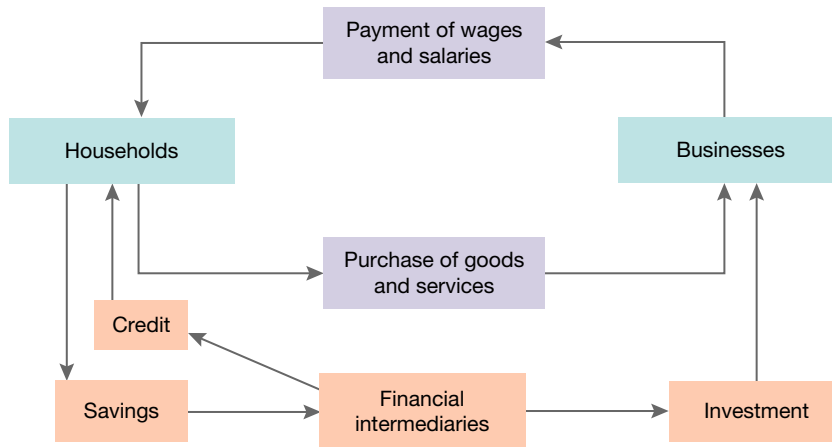 Payment of wages
and salaries
Households
Businesses
Purchase of goods
and services
Credit
Savings
Financial
intermediaries
Investment